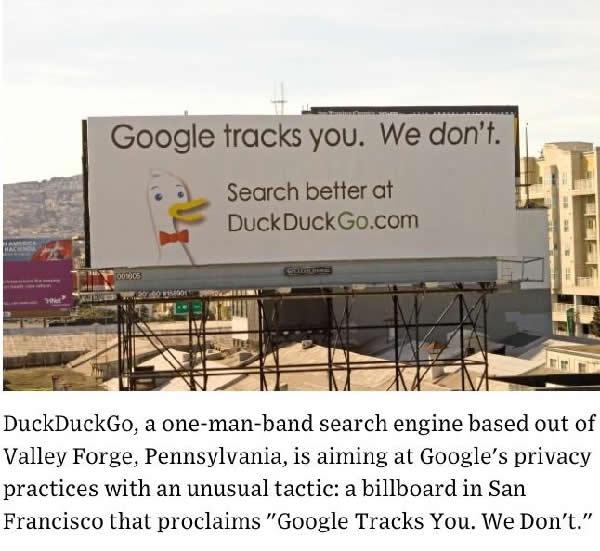 Google tracks you. We don't.
Search better at
DuckDuckGo.com
001605
HNet
DuckDuckGo, a one-man-band search engine based out of
Valley Forge, Pennsylvania, is aiming at Google's privacy
practices with an unusual tactic: a billboard in San
Francisco that proclaims "Google Tracks You. We Don't."